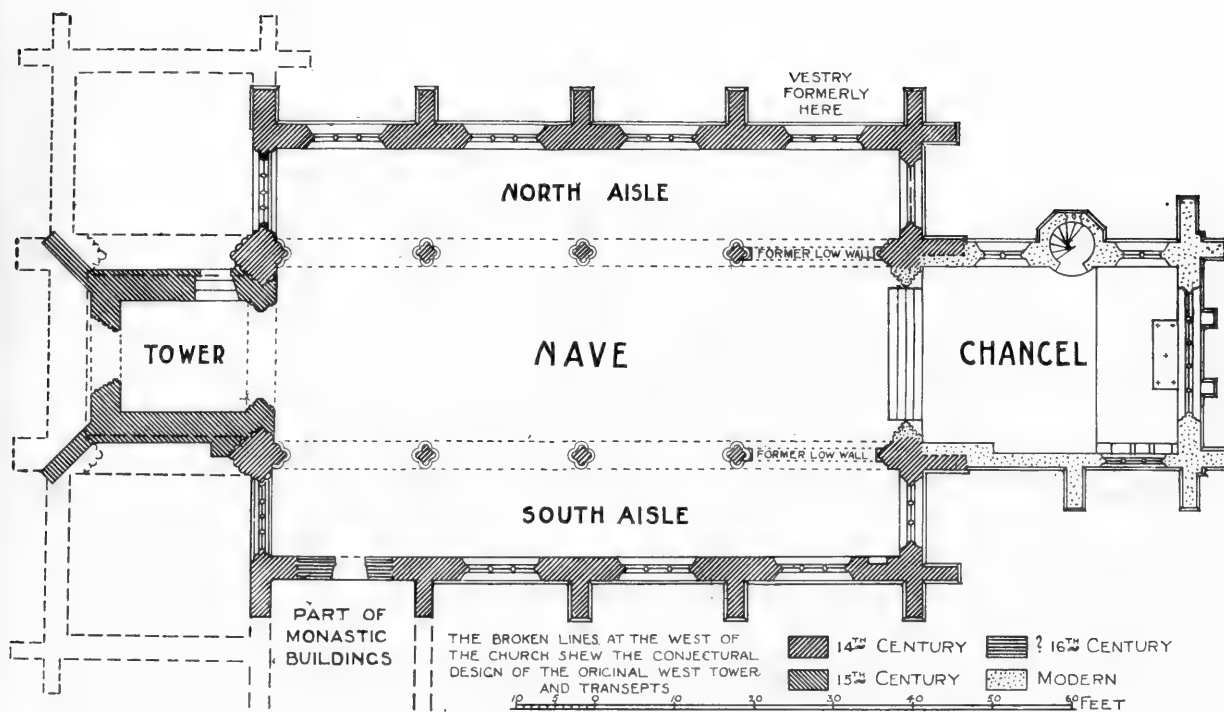 VESTRY
FORMERLY
HERE
NORTH AISLE
FORMER LOW WALL
TOWER
NAVE
CHANCEL
FORMER LOW WALL
SOUTH AISLE
PART OF
MONASTIC
BUILDINGS
THE BROKEN LINES AT THE WEST OF
THE CHURCH SHEW THE CONJECTURAL
DESIGN OF THE ORIGINAL WEST TOWER
AND TRANSEPTS
14TH CENTURY
? 16TH CENTURY
15TH CENTURY
MODERN
10 5 0 10 20 30 40 50 60
FEET